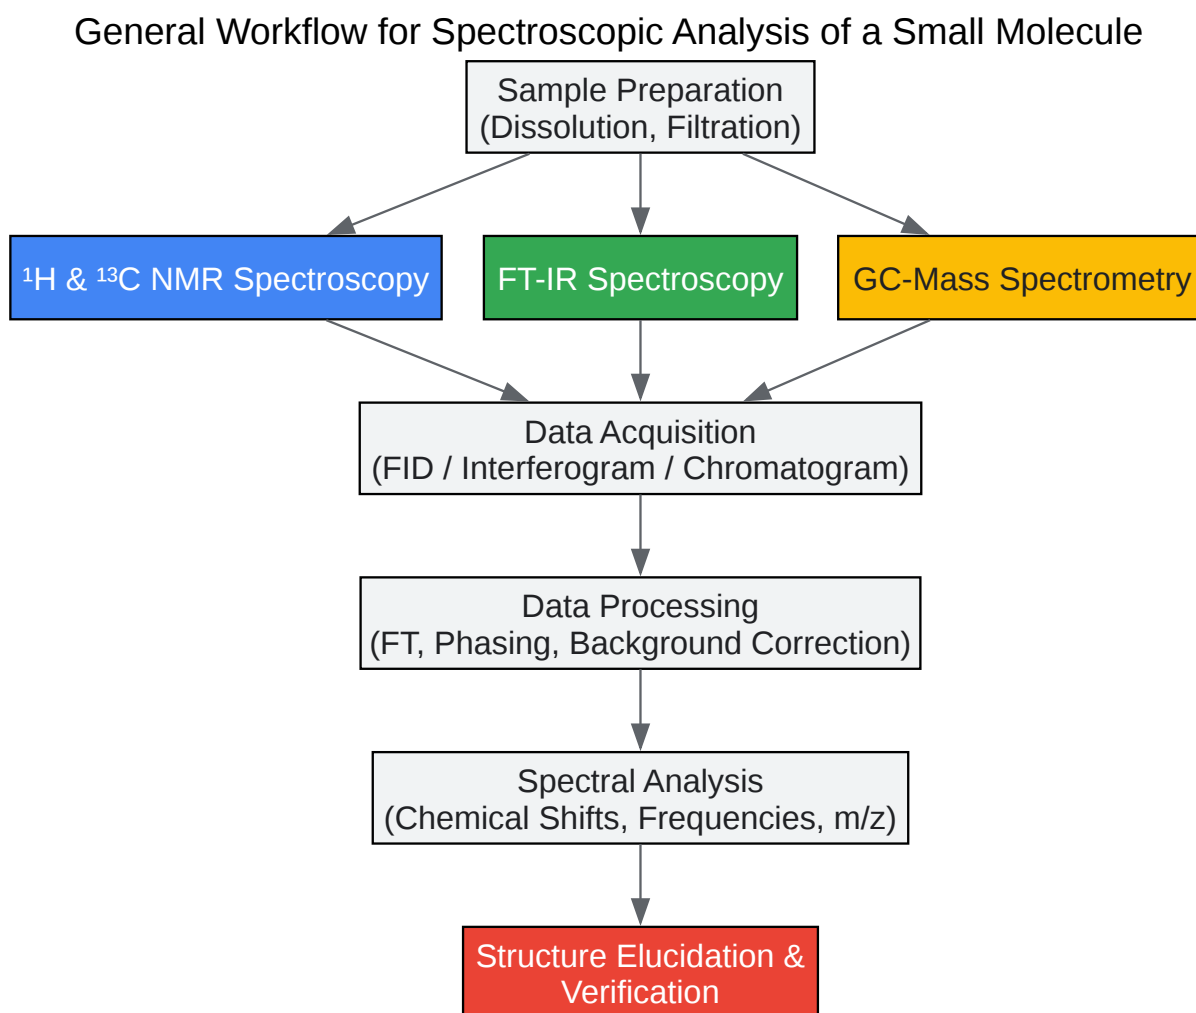 General Workflow for Spectroscopic Analysis of a Small Molecule
Sample Preparation
(Dissolution, Filtration)
¹H & ¹³C NMR Spectroscopy
FT-IR Spectroscopy
GC-Mass Spectrometry
Data Acquisition
(FID / Interferogram / Chromatogram)
Data Processing
(FT, Phasing, Background Correction)
Spectral Analysis
(Chemical Shifts, Frequencies, m/z)
Structure Elucidation &
Verification